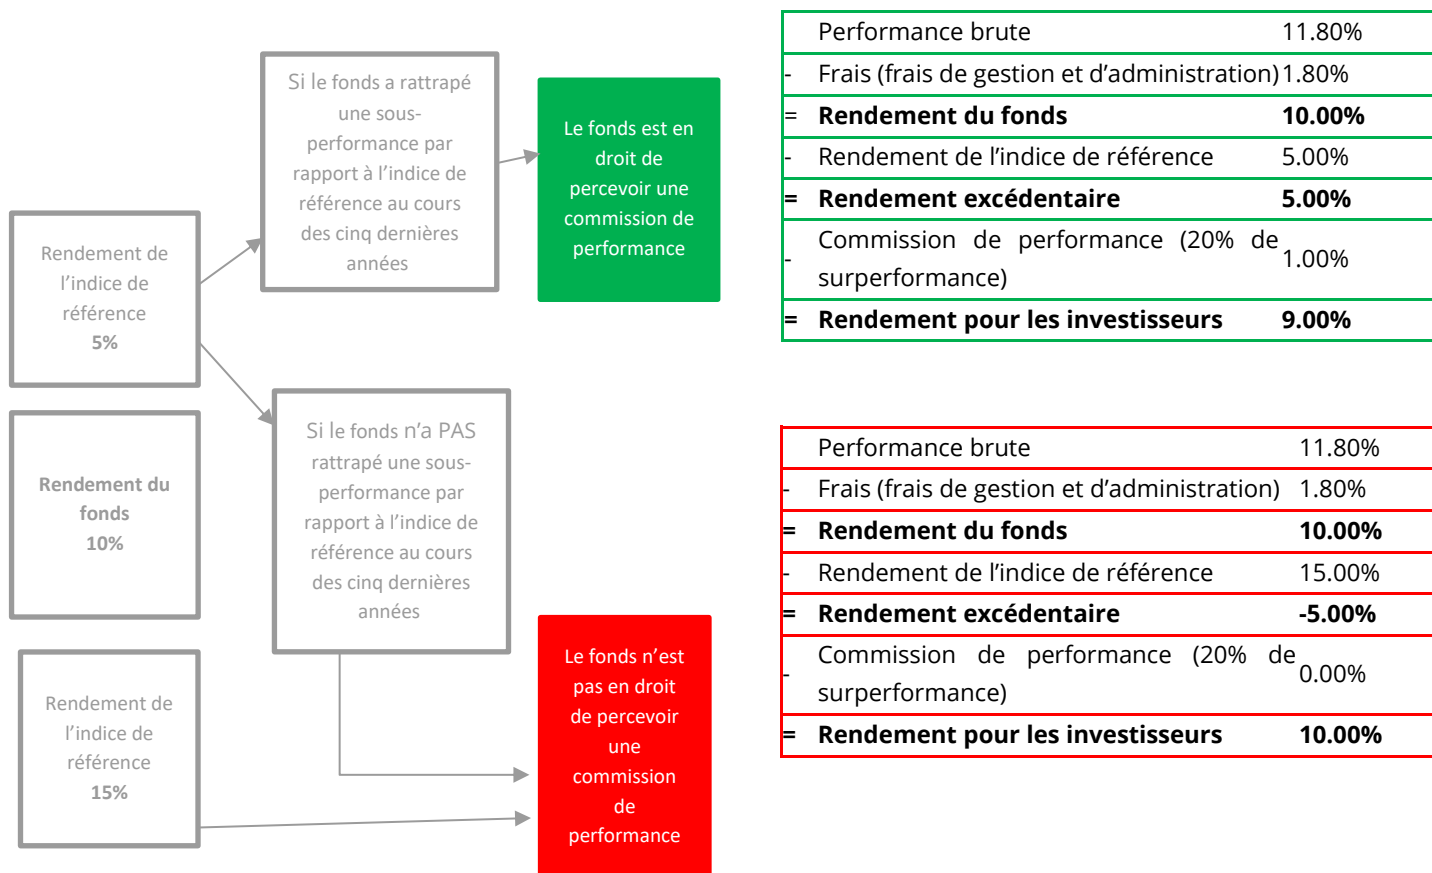 Rendement de
l’indice de
référence
5%
Rendement du
fonds
10%
Rendement de
l’indice de
référence
15%
Si le fonds a rattrapé
une sous-
performance par
rapport à l’indice de
référence au cours
des cinq dernières
années
Si le fonds n’a PAS
rattrapé une sous-
performance par
rapport à l’indice de
référence au cours
des cinq dernières
années
Le fonds est en
droit de
percevoir une
commission de
performance
Le fonds n’est
pas en droit
de percevoir
une
commission
de
performance
Performance brute 11.80%
- Frais (frais de gestion et d’administration) 1.80%
= Rendement du fonds 10.00%
- Rendement de l’indice de référence 5.00%
= Rendement excédentaire 5.00%
- Commission de performance (20% de
surperformance) 1.00%
= Rendement pour les investisseurs 9.00%
Performance brute 11.80%
- Frais (frais de gestion et d’administration) 1.80%
= Rendement du fonds 10.00%
- Rendement de l’indice de référence 15.00%
= Rendement excédentaire -5.00%
- Commission de performance (20% de
surperformance) 0.00%
= Rendement pour les investisseurs 10.00%